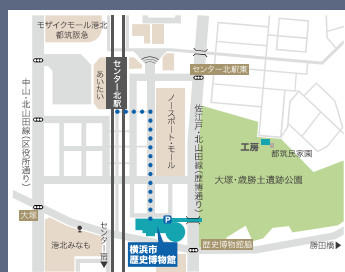 モザイクモール港北
都筑阪急
あいたい
センター北駅
センター北駅東
中山・北山田線(区役所通り)
ノースポート・モール
佐江戸北山田線(歴博通り)
工房
都筑民家園
大塚・歳勝土遺跡公園
大塚
P
港北みなも
センター南▼
横浜市
歴史博物館
歴史博物館脇
勝田橋▶